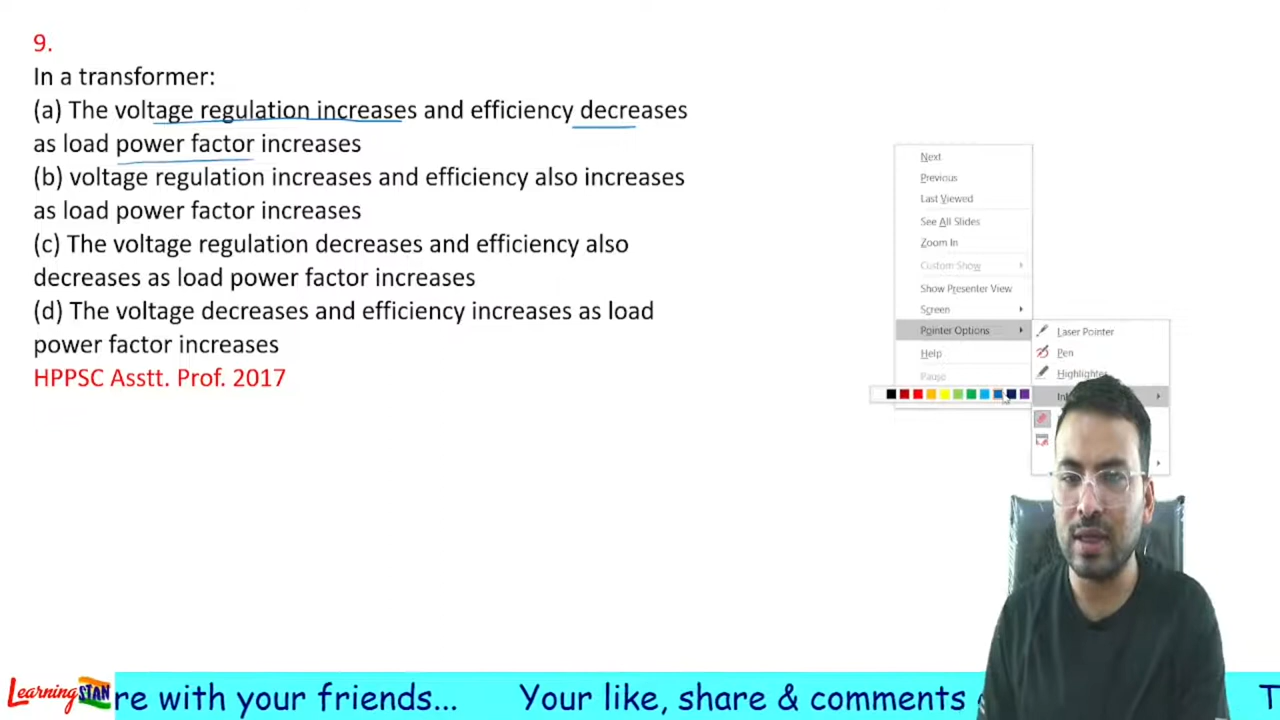 9.
In a transformer:
(a) The voltage regulation increases and efficiency decreases
as load power factor increases
(b) voltage regulation increases and efficiency also increases
as load power factor increases
(c) The voltage regulation decreases and efficiency also
decreases as load power factor increases
(d) The voltage decreases and efficiency increases as load
power factor increases
HPPSC Asstt. Prof. 2017
Next
Previous
Last Viewed
See All Slides
Zoom In
Custom Show
Show Presenter View
Screen
Pointer Options
Help
Pause
Laser Pointer
Pen
Highlighter
Learning STAN
re with your friends... Your like, share & comments